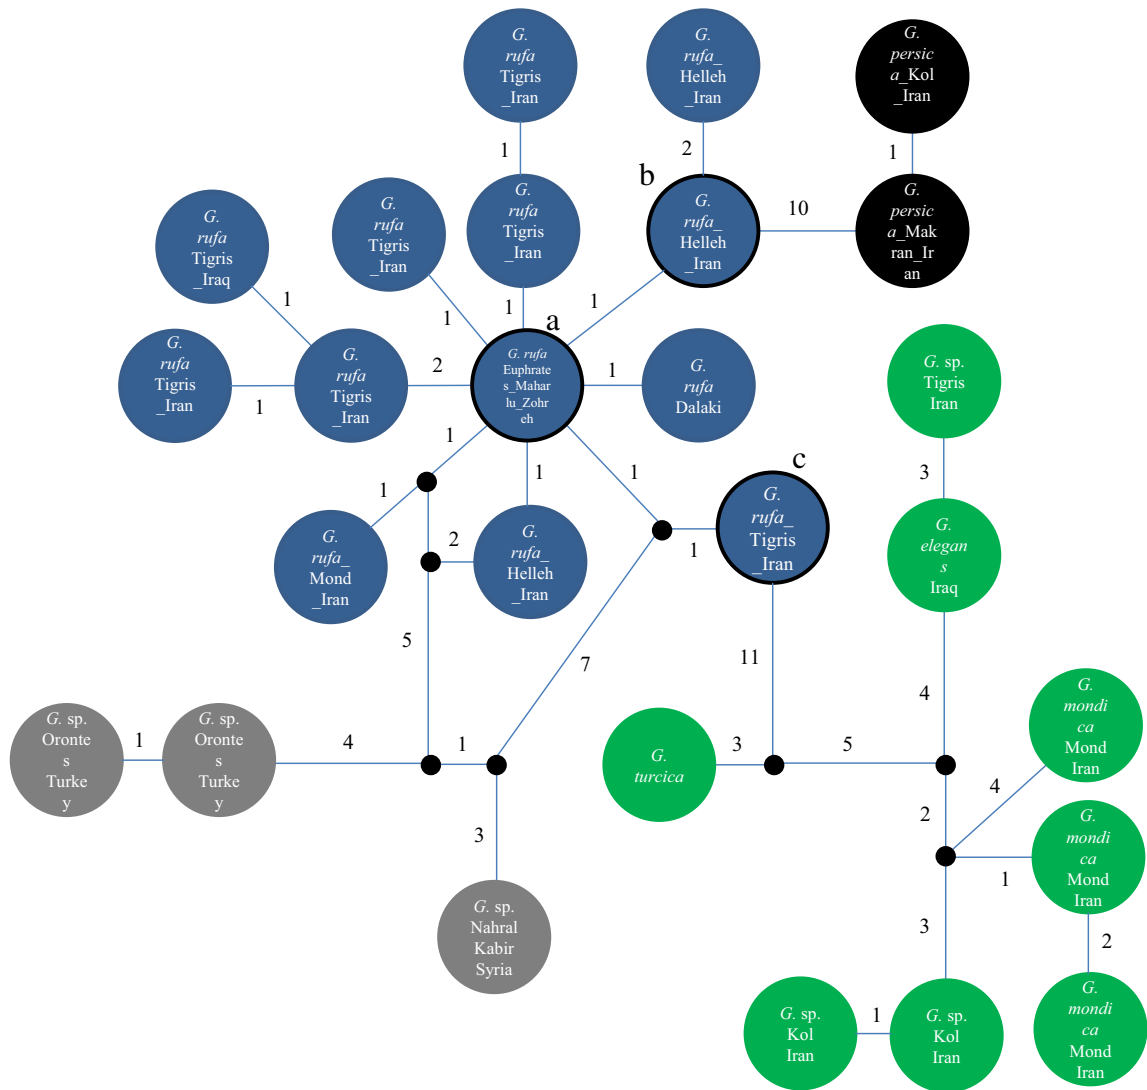 G.
rufa
Tigris
_Iran
G.
rufa_
Helleh
_Iran
G.
persic
a_Kol
_Iran
1
2
1
b
G.
rufa
Tigris
_Iraq
G.
rufa
Tigris
_Iran
G.
rufa
Tigris
_Iran
G.
rufa_
Helleh
_Iran
10
G.
persic
a_Mak
ran_Ir
an
1
1
1
1
a
G.
rufa
Tigris
_Iran
1
G.
rufa
Tigris
_Iran
2
G. rufa
Euphrate
s_Mahar
lu_Zohr
eh
1
G.
rufa
Dalaki
G. sp.
Tigris
Iran
1
1
1
1
3
c
G.
rufa_
Mond
_Iran
2
G.
rufa_
Helleh
_Iran
1
G.
rufa_
Tigris
_Iran
G.
elegan
s
Iraq
5
7
11
4
G. sp.
Oronte
s
Turke
y
1
G. sp.
Oronte
s
Turke
y
4
1
G.
turcica
3
5
G.
mondi
ca
Mond
Iran
3
2
4
1
G.
mondi
ca
Mond
Iran
G. sp.
Nahral
Kabir
Syria
3
2
G. sp.
Kol
Iran
1
G. sp.
Kol
Iran
G.
mondi
ca
Mond
Iran